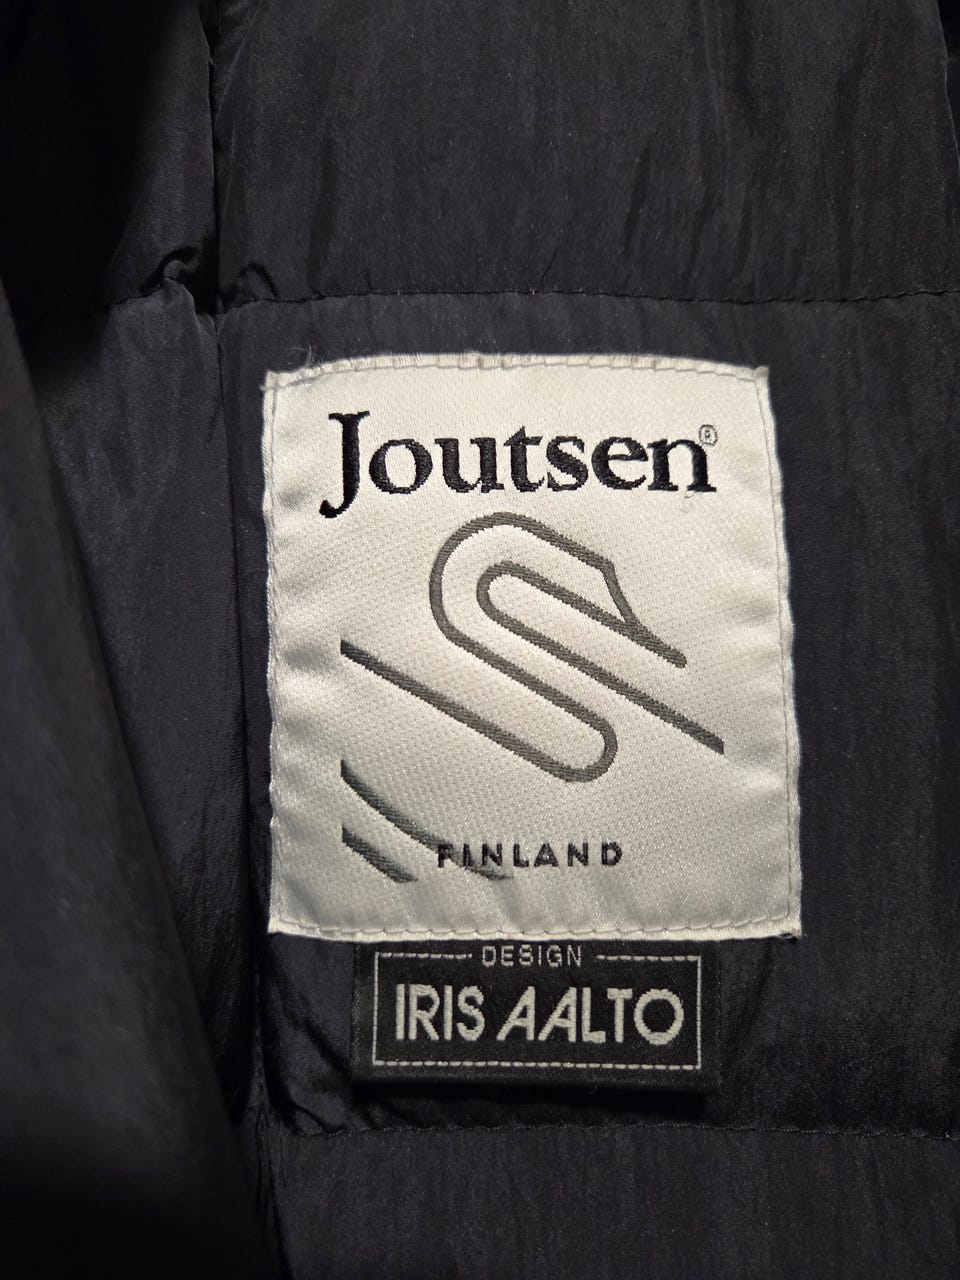 Joutsen®
FINLAND
DESIGN
IRIS AALTO